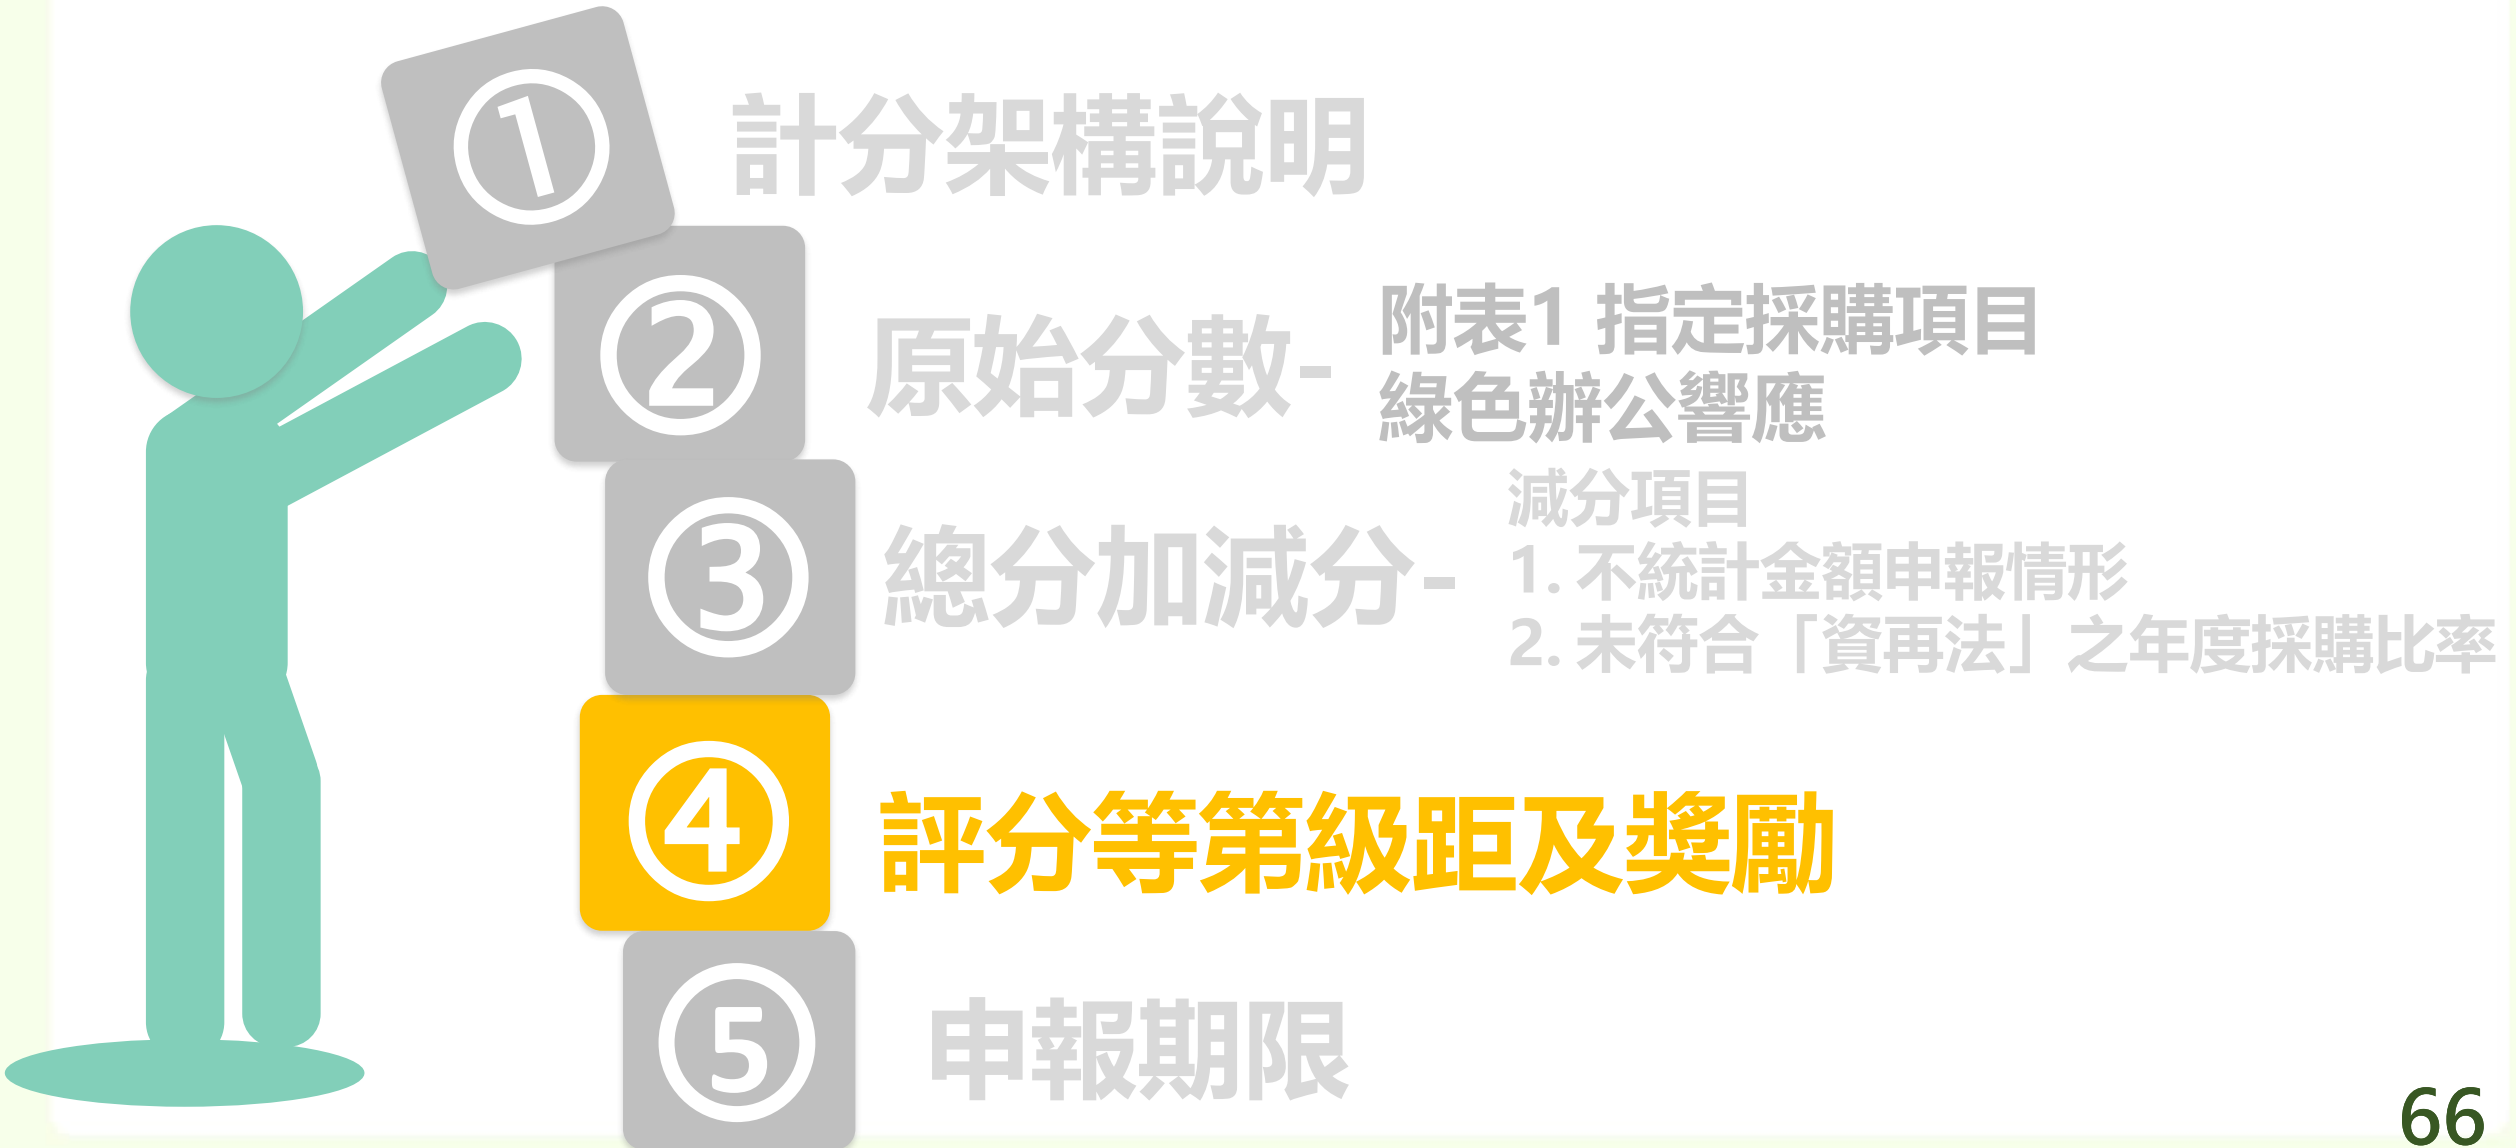 ① 計分架構說明
② 原始分數-
附表1 指定採購項目
綠色辦公響應
③ 總分加減分 -
減分項目
1. 不統計金額申報情形
2. 未符合「資再法」之年度採購比率
④ 評分等第級距及獎勵
⑤ 申報期限
66